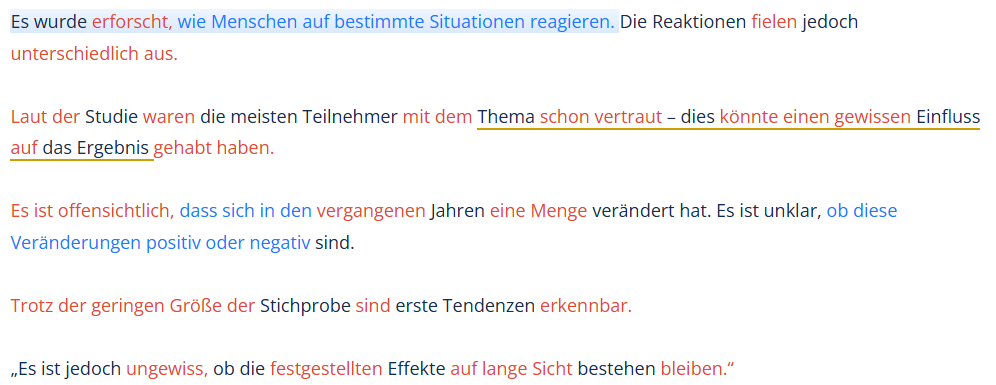 Es wurde erforscht, wie Menschen auf bestimmte Situationen reagieren. Die Reaktionen fielen jedoch
unterschiedlich aus.
Laut der Studie waren die meisten Teilnehmer mit dem Thema schon vertraut – dies könnte einen gewissen Einfluss
auf das Ergebnis gehabt haben.
Es ist offensichtlich, dass sich in den vergangenen Jahren eine Menge verändert hat. Es ist unklar, ob diese
Veränderungen positiv oder negativ sind.
Trotz der geringen Größe der Stichprobe sind erste Tendenzen erkennbar.
„Es ist jedoch ungewiss, ob die festgestellten Effekte auf lange Sicht bestehen bleiben.“